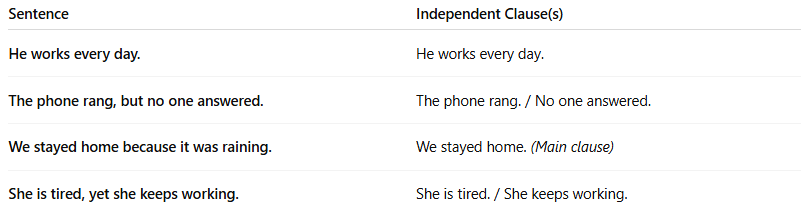 Sentence Independent Clause(s)
He works every day. He works every day.
The phone rang, but no one answered. The phone rang. / No one answered.
We stayed home because it was raining. We stayed home. (Main clause)
She is tired, yet she keeps working. She is tired. / She keeps working.